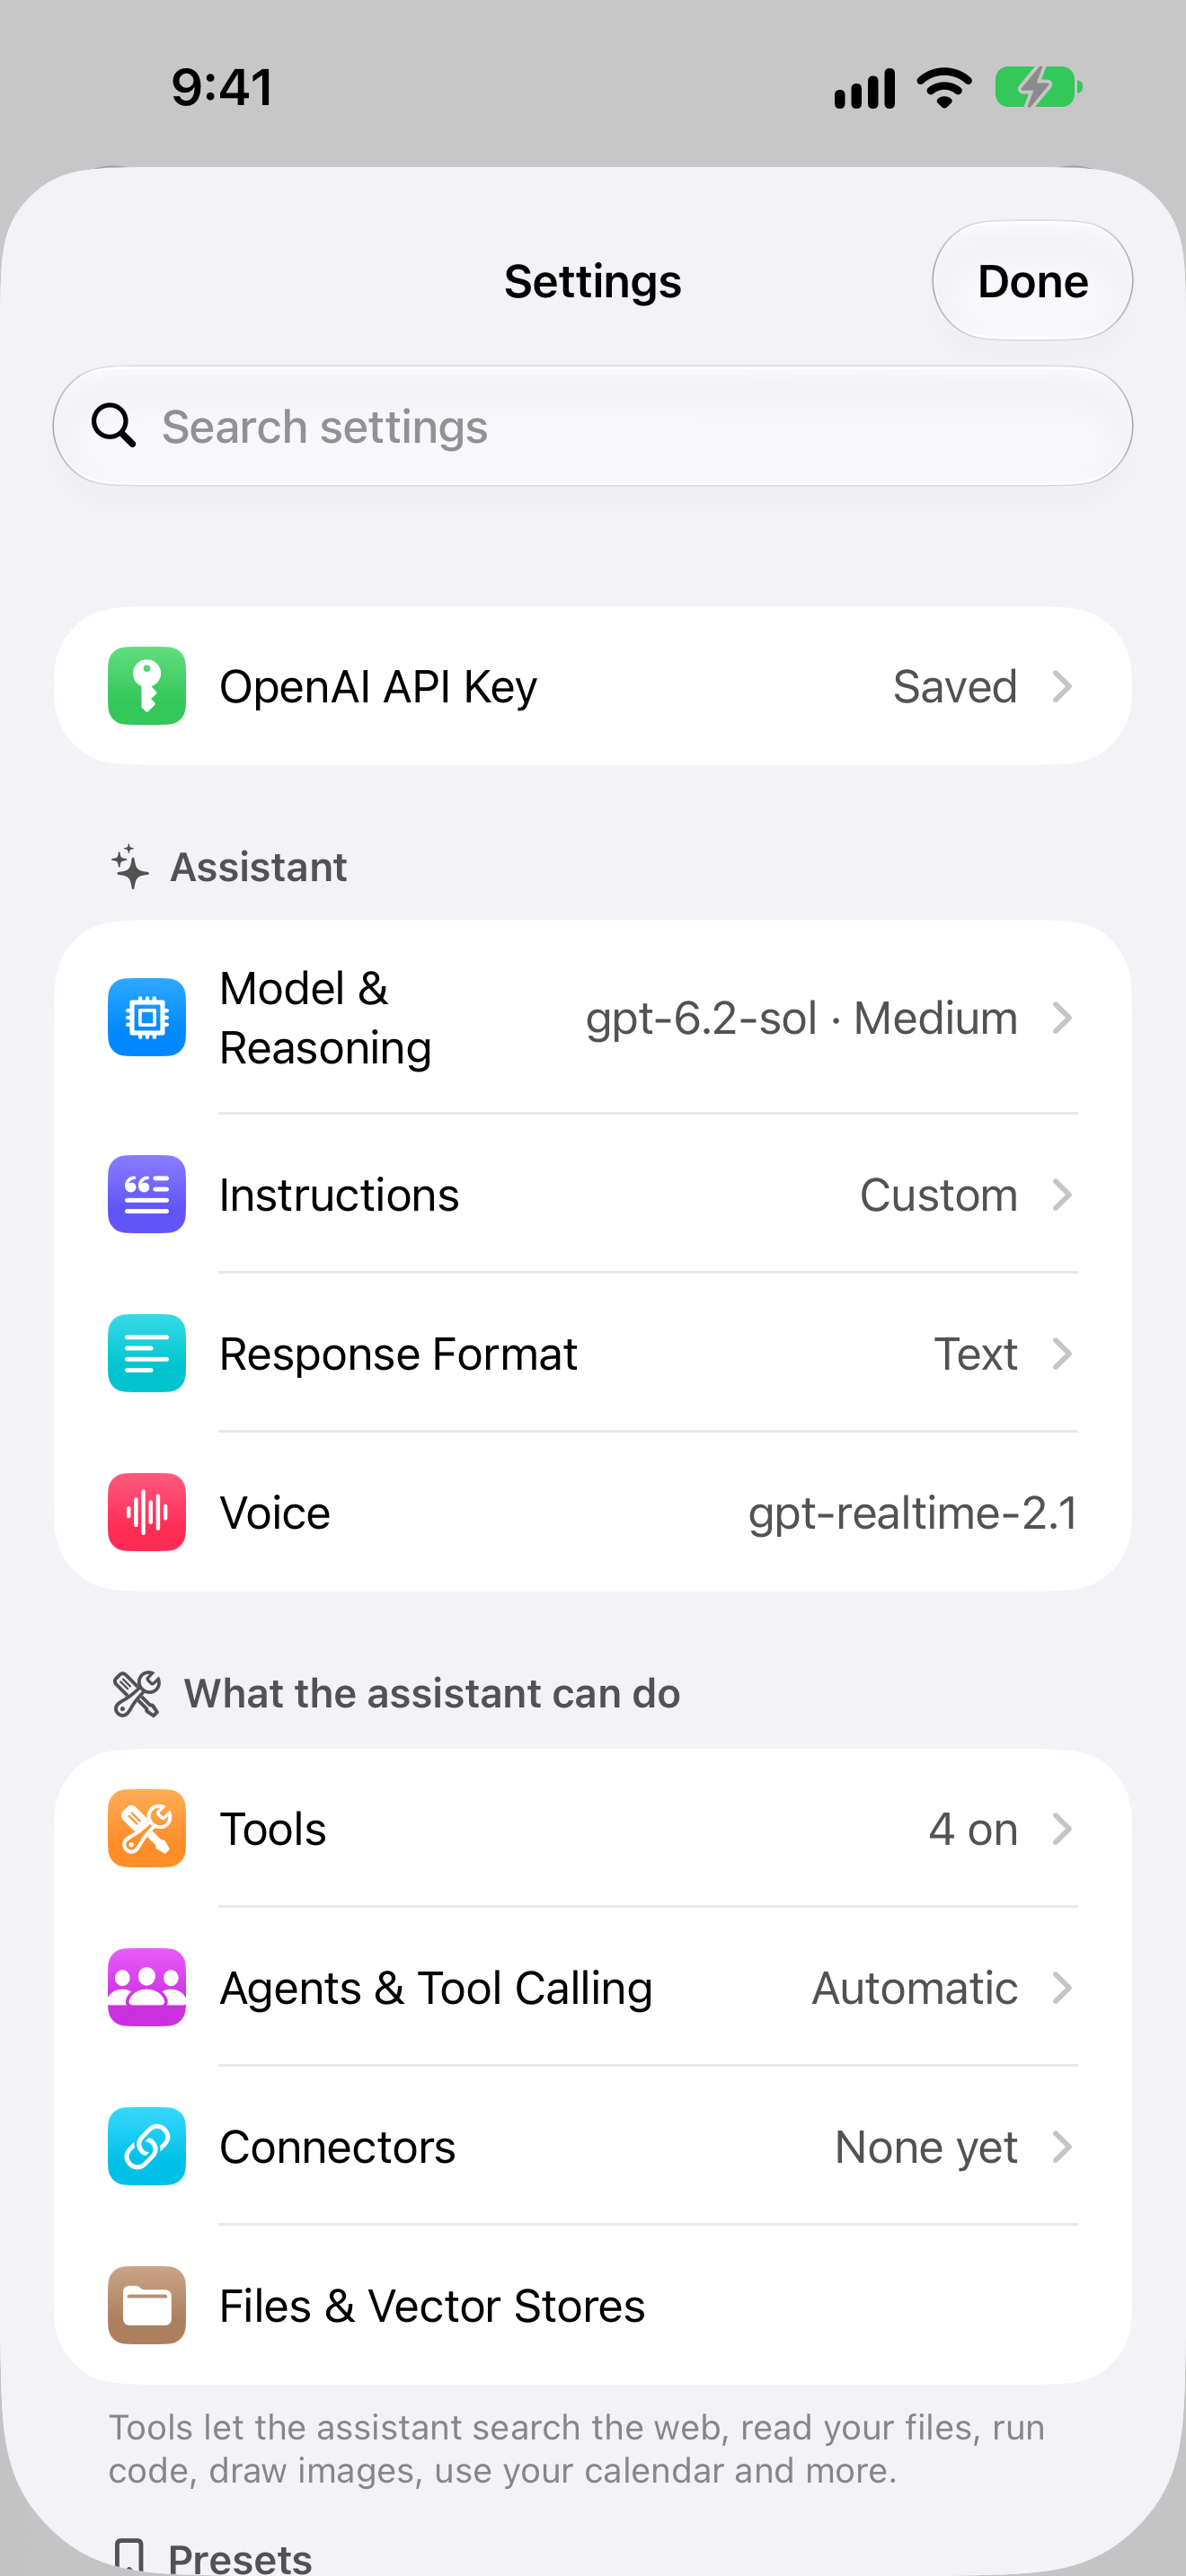 9:41
Settings
Done
Search settings
OpenAI API Key
Saved
Assistant
Model &
Reasoning
gpt-6.2-sol · Medium
Instructions
Custom
Response Format
Text
Voice
gpt-realtime-2.1
What the assistant can do
Tools
4 on
Agents & Tool Calling
Automatic
Connectors
None yet
Files & Vector Stores
Tools let the assistant search the web, read your files, run
code, draw images, use your calendar and more.
Presets